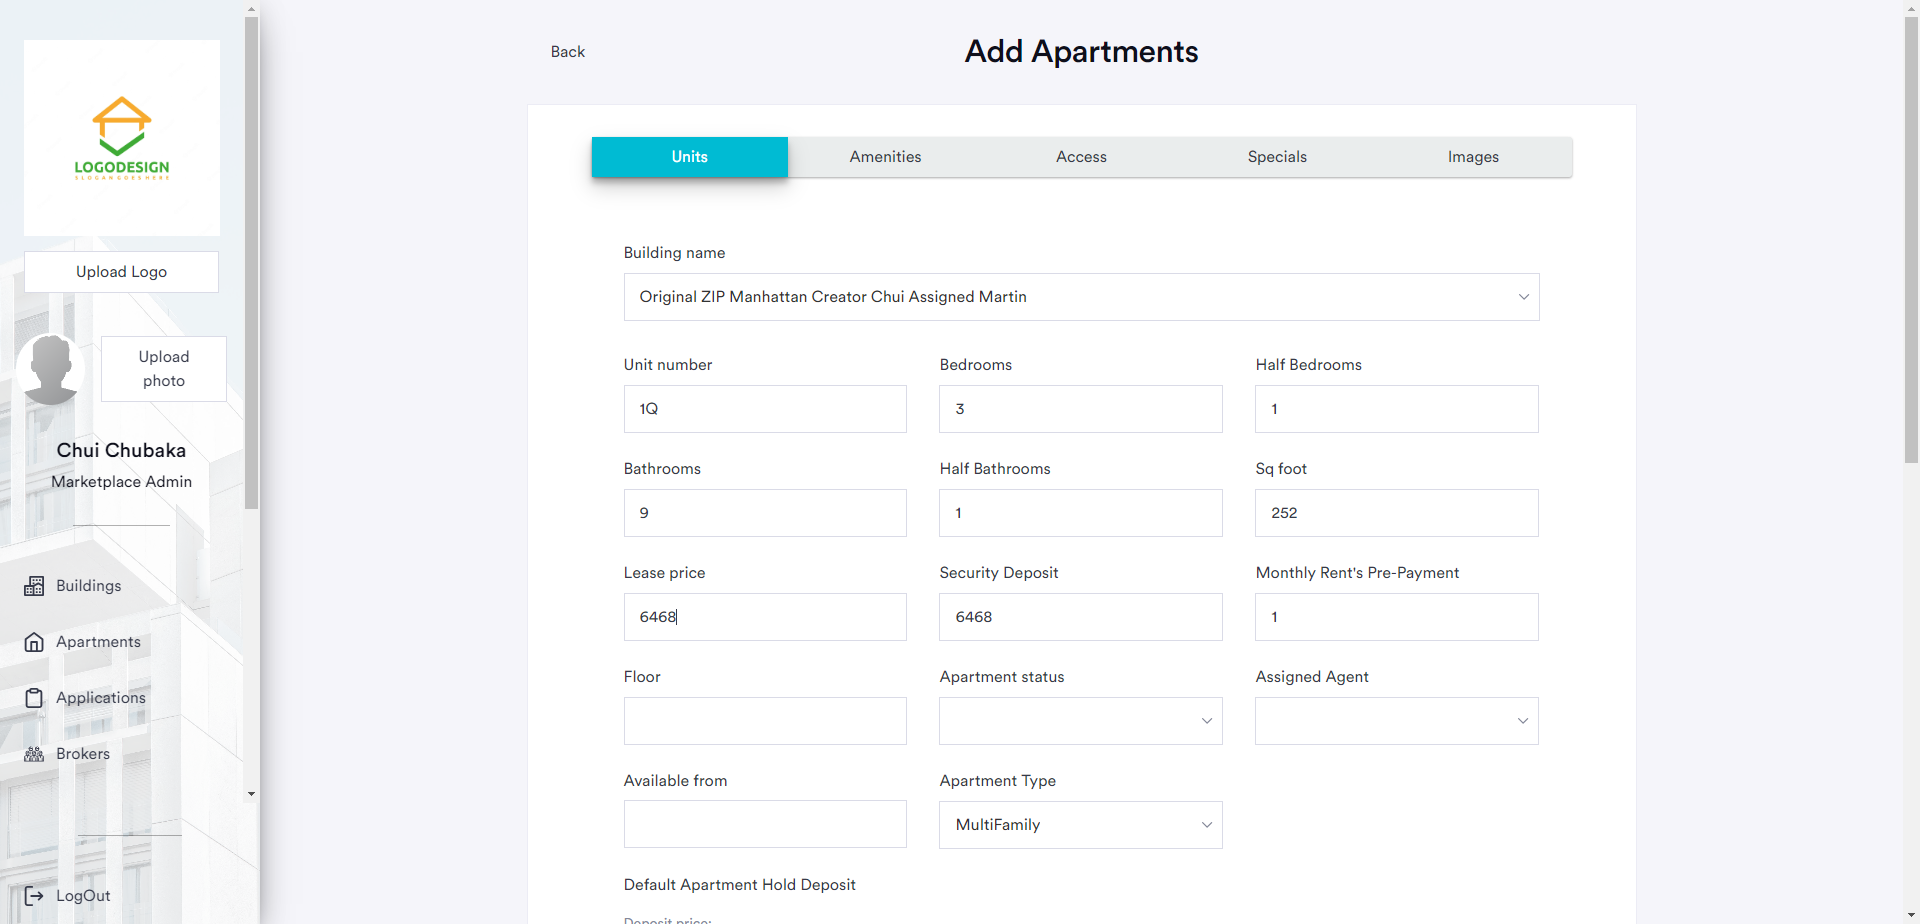 LOGODESIGN
SLOGANGOESHERE
Upload Logo
Upload
photo
Chui Chubaka
Marketplace Admin
Buildings
Apartments
Applications
Brokers
LogOut
Back
Add Apartments
Units
Amenities
Access
Specials
Images
Building name
Original ZIP Manhattan Creator Chui Assigned Martin
Unit number
Bedrooms
Half Bedrooms
1Q
3
1
Bathrooms
Half Bathrooms
Sq foot
9
1
252
Lease price
Security Deposit
Monthly Rent's Pre-Payment
6468
6468
1
Floor
Apartment status
Assigned Agent
Available from
Apartment Type
MultiFamily
Default Apartment Hold Deposit
Deposit price: